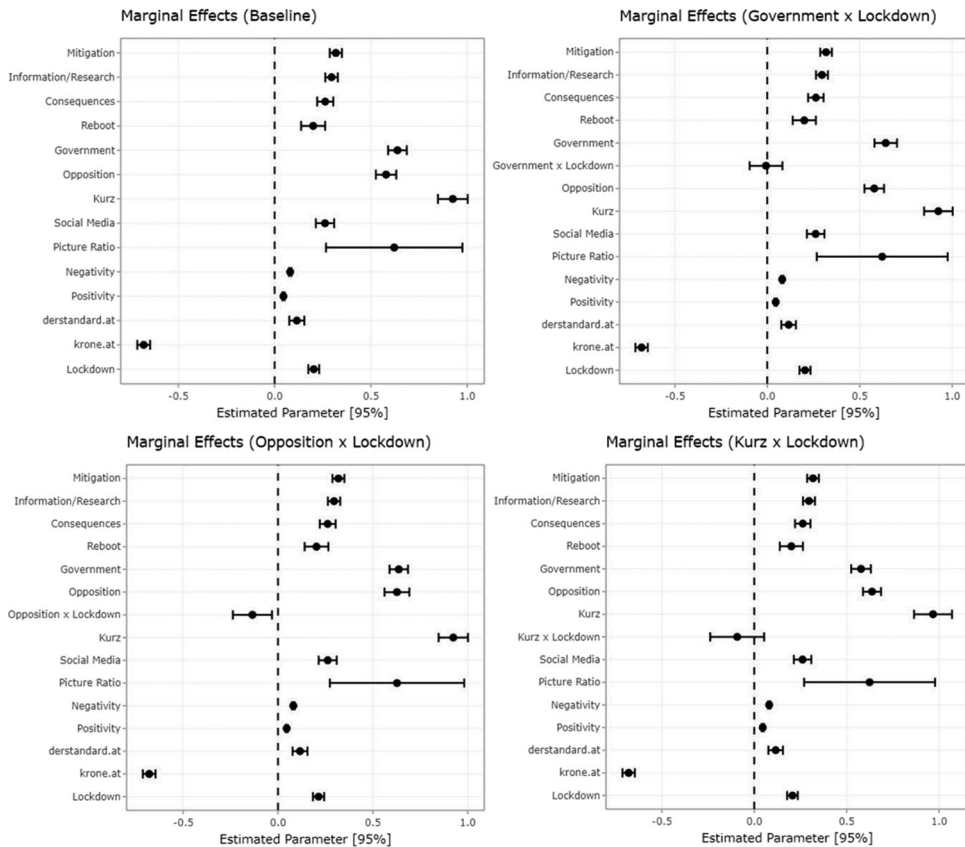 Marginal Effects (Baseline)
Mitigation
Information/Research
Consequences
Reboot
Government
Opposition
Kurz
Social Media
Picture Ratio
Negativity
Positivity
derstandard.at
krone.at
Lockdown
-0.5 0.0 0.5 1.0
Estimated Parameter [95%]
Marginal Effects (Government x Lockdown)
Mitigation
Information/Research
Consequences
Reboot
Government
Government x Lockdown
Opposition
Kurz
Social Media
Picture Ratio
Negativity
Positivity
derstandard.at
krone.at
Lockdown
-0.5 0.0 0.5 1.0
Estimated Parameter [95%]
Marginal Effects (Opposition x Lockdown)
Mitigation
Information/Research
Consequences
Reboot
Government
Opposition
Opposition x Lockdown
Kurz
Social Media
Picture Ratio
Negativity
Positivity
derstandard.at
krone.at
Lockdown
-0.5 0.0 0.5 1.0
Estimated Parameter [95%]
Marginal Effects (Kurz x Lockdown)
Mitigation
Information/Research
Consequences
Reboot
Government
Opposition
Kurz
Kurz x Lockdown
Social Media
Picture Ratio
Negativity
Positivity
derstandard.at
krone.at
Lockdown
-0.5 0.0 0.5 1.0
Estimated Parameter [95%]